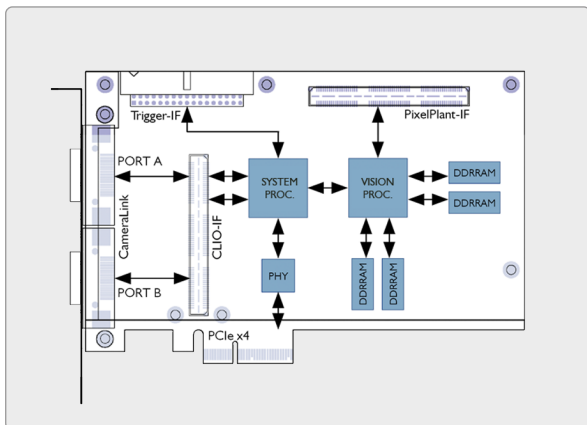 Trigger-IF
PixelPlant-IF
PORT A
CameraLink
CLIO-IF
SYSTEM
PROC.
VISION
PROC.
DDRRAM
DDRRAM
PHY
DDRRAM
DDRRAM
PORT B
PCIe x4